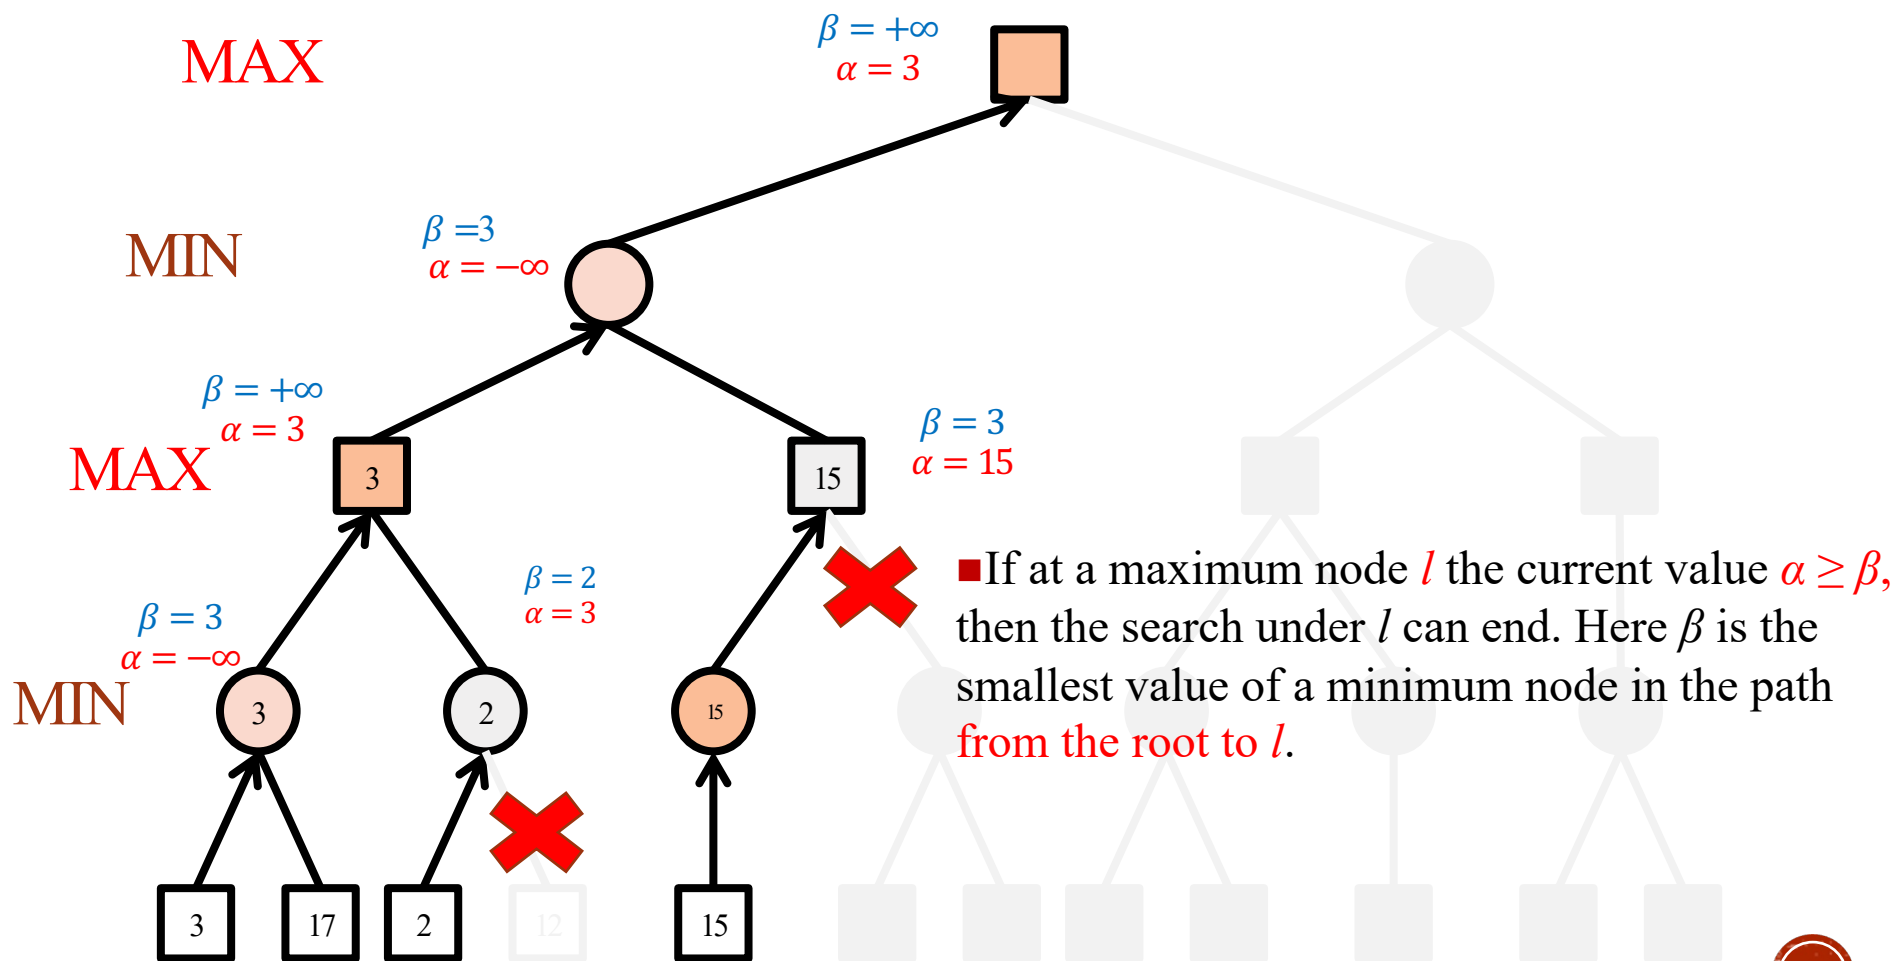 MAX
β = +∞
α = 3
MIN
β =3
α = −∞
β = +∞
α = 3
MAX
3
15
β = 3
α = 15
β = 3
α = −∞
β = 2
α = 3
MIN
3
2
15
■If at a maximum node l the current value α ≥ β,
then the search under l can end. Here β is the
smallest value of a minimum node in the path
from the root to l.
3
17
2
12
15